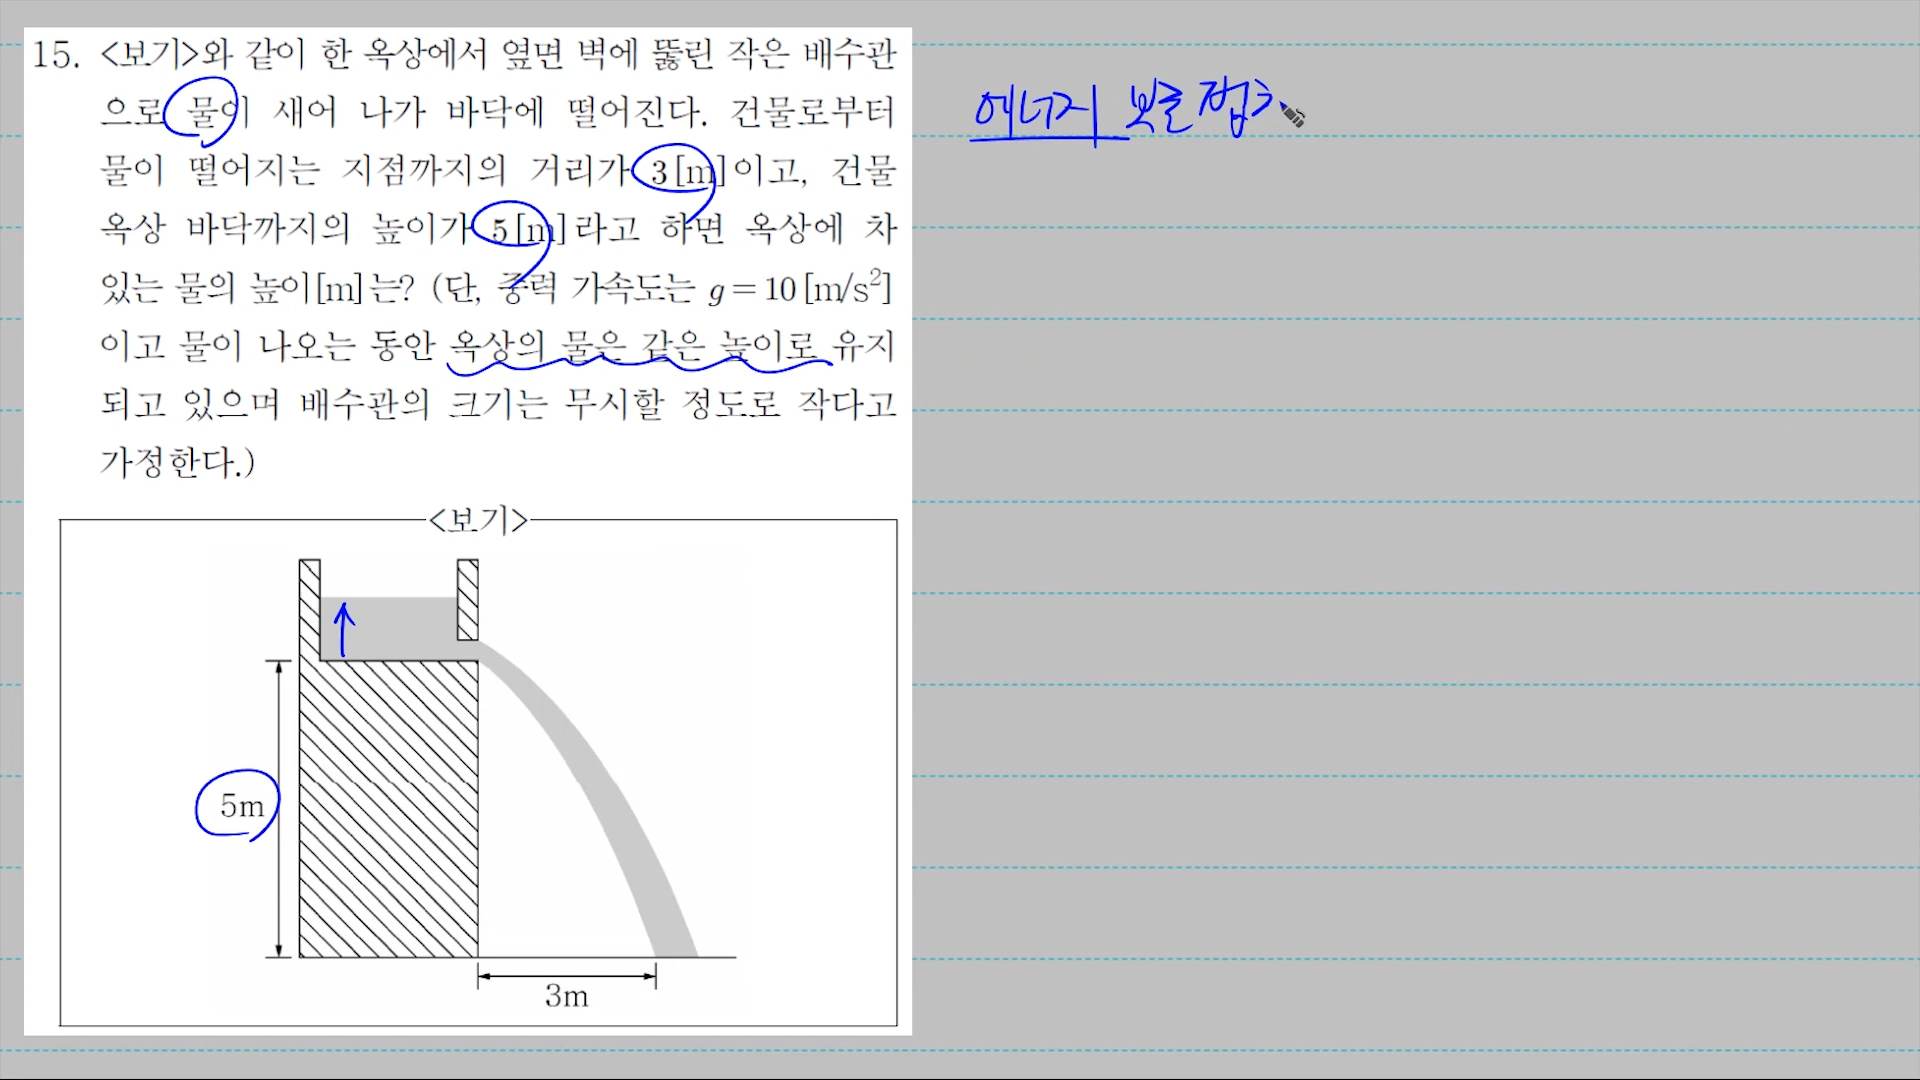 15. <보기>와 같이 한 옥상에서 옆면 벽에 뚫린 작은 배수관
으로 물이 새어 나가 바닥에 떨어진다. 건물로부터
물이 떨어지는 지점까지의 거리가 3[m]이고, 건물
옥상 바닥까지의 높이가 5[m]라고 하면 옥상에 차
있는 물의 높이[m]는? (단, 중력 가속도는 g=10[m/s²]
이고 물이 나오는 동안 옥상의 물은 같은 높이로 유지
되고 있으며 배수관의 크기는 무시할 정도로 작다고
가정한다.)
<보기>
5m
3m
에너지